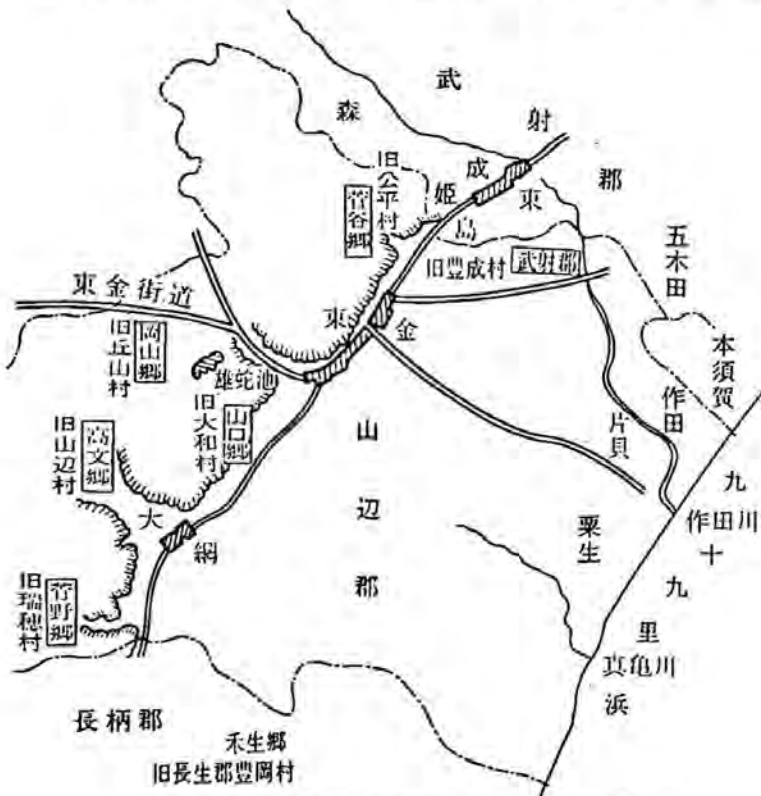 武射郡
森
成東
姫島
旧公平村
菅谷郷
旧豊成村 武射郡
五木田
本須賀
作田
片貝
東金街道
東金
岡山郷
旧丘山村
雄蛇池
山口郷
旧大和村
高文郷
旧山辺村
大網
山辺郡
粟生
九十九里浜
作田川
真亀川
菅野郷
旧瑞穂村
長柄郡
禾生郷
旧長生郡豊岡村